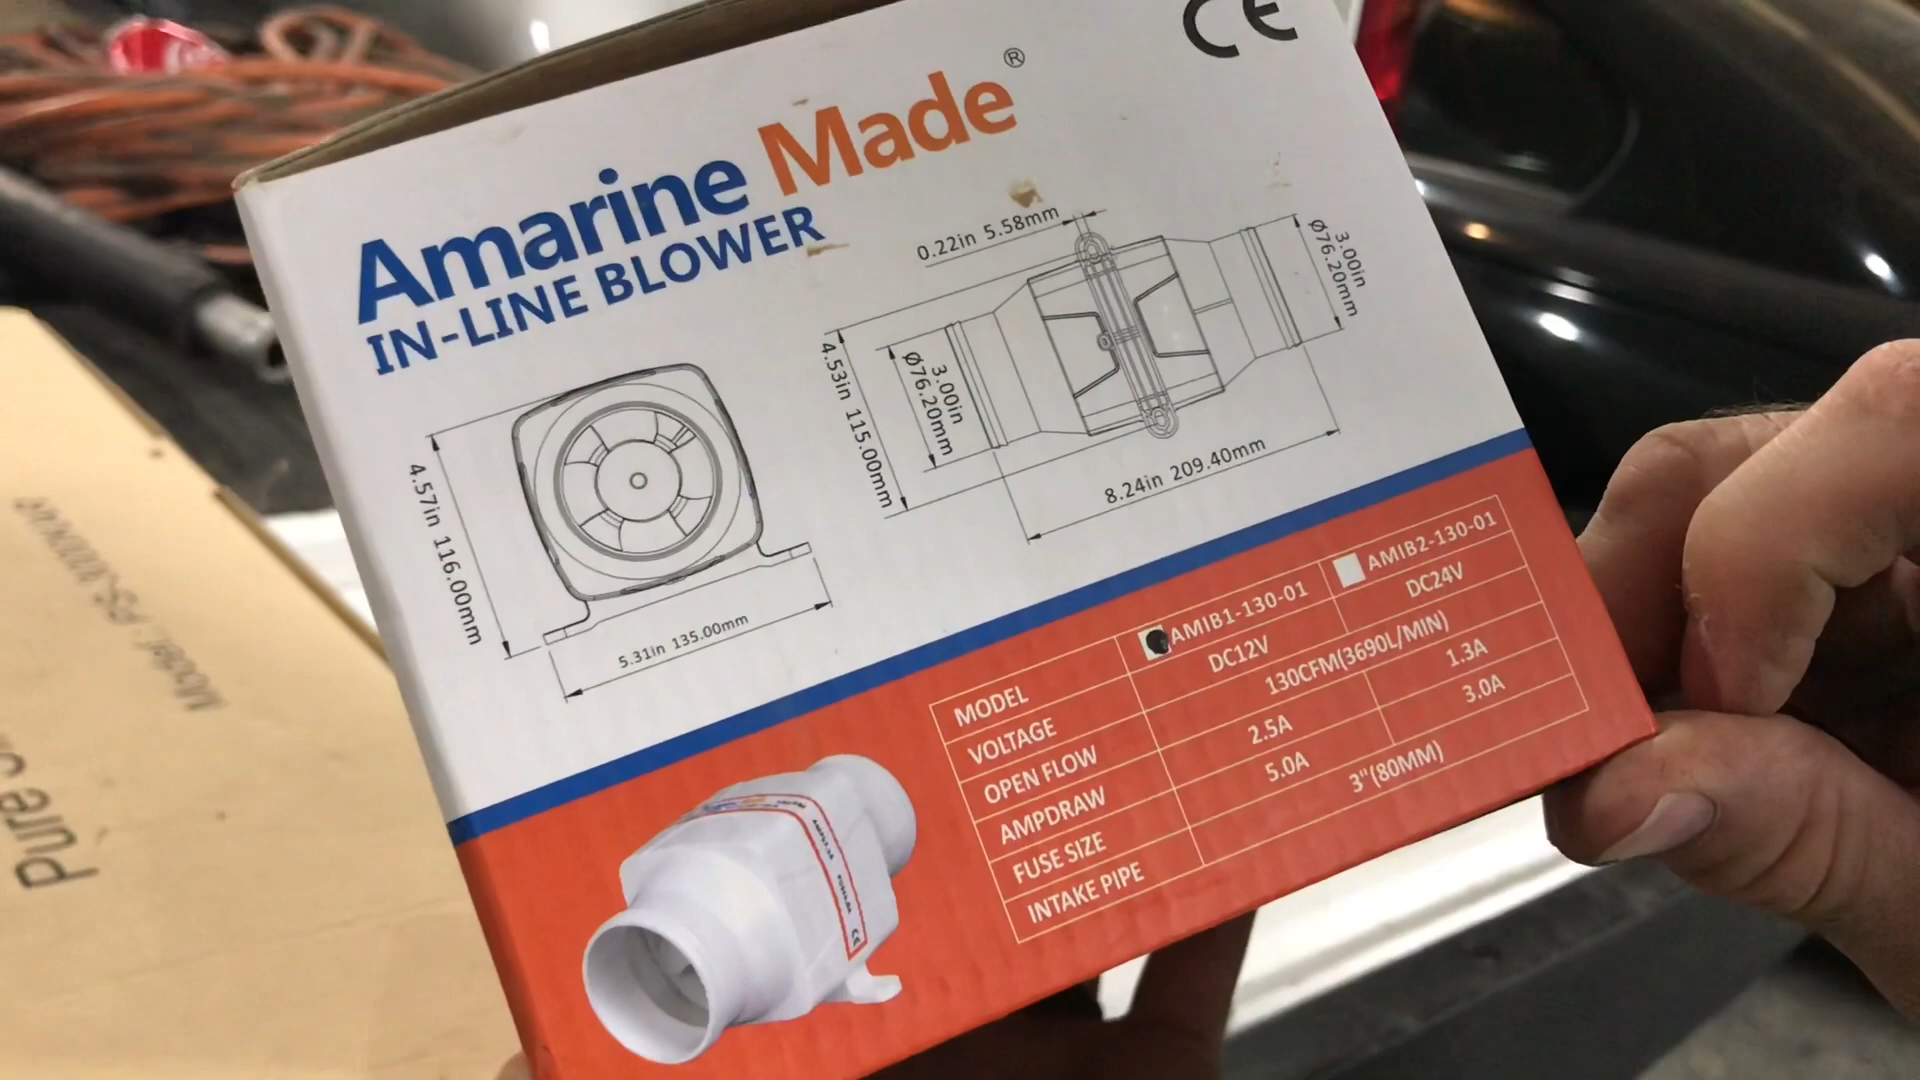 CE
Amarine Made®
IN-LINE BLOWER
0.22in 5.58mm
3.00in
Ø76.20mm
4.53in 115.00mm
3.00in
Ø76.20mm
8.24in 209.40mm
4.57in 116.00mm
5.31in 135.00mm
MODEL AMIB1-130-01 AMIB2-130-01
VOLTAGE DC12V DC24V
OPEN FLOW 130CFM(3690L/MIN)
AMPDRAW 2.5A 1.3A
FUSE SIZE 5.0A 3.0A
INTAKE PIPE 3"(80MM)
CE
Model:
Pure